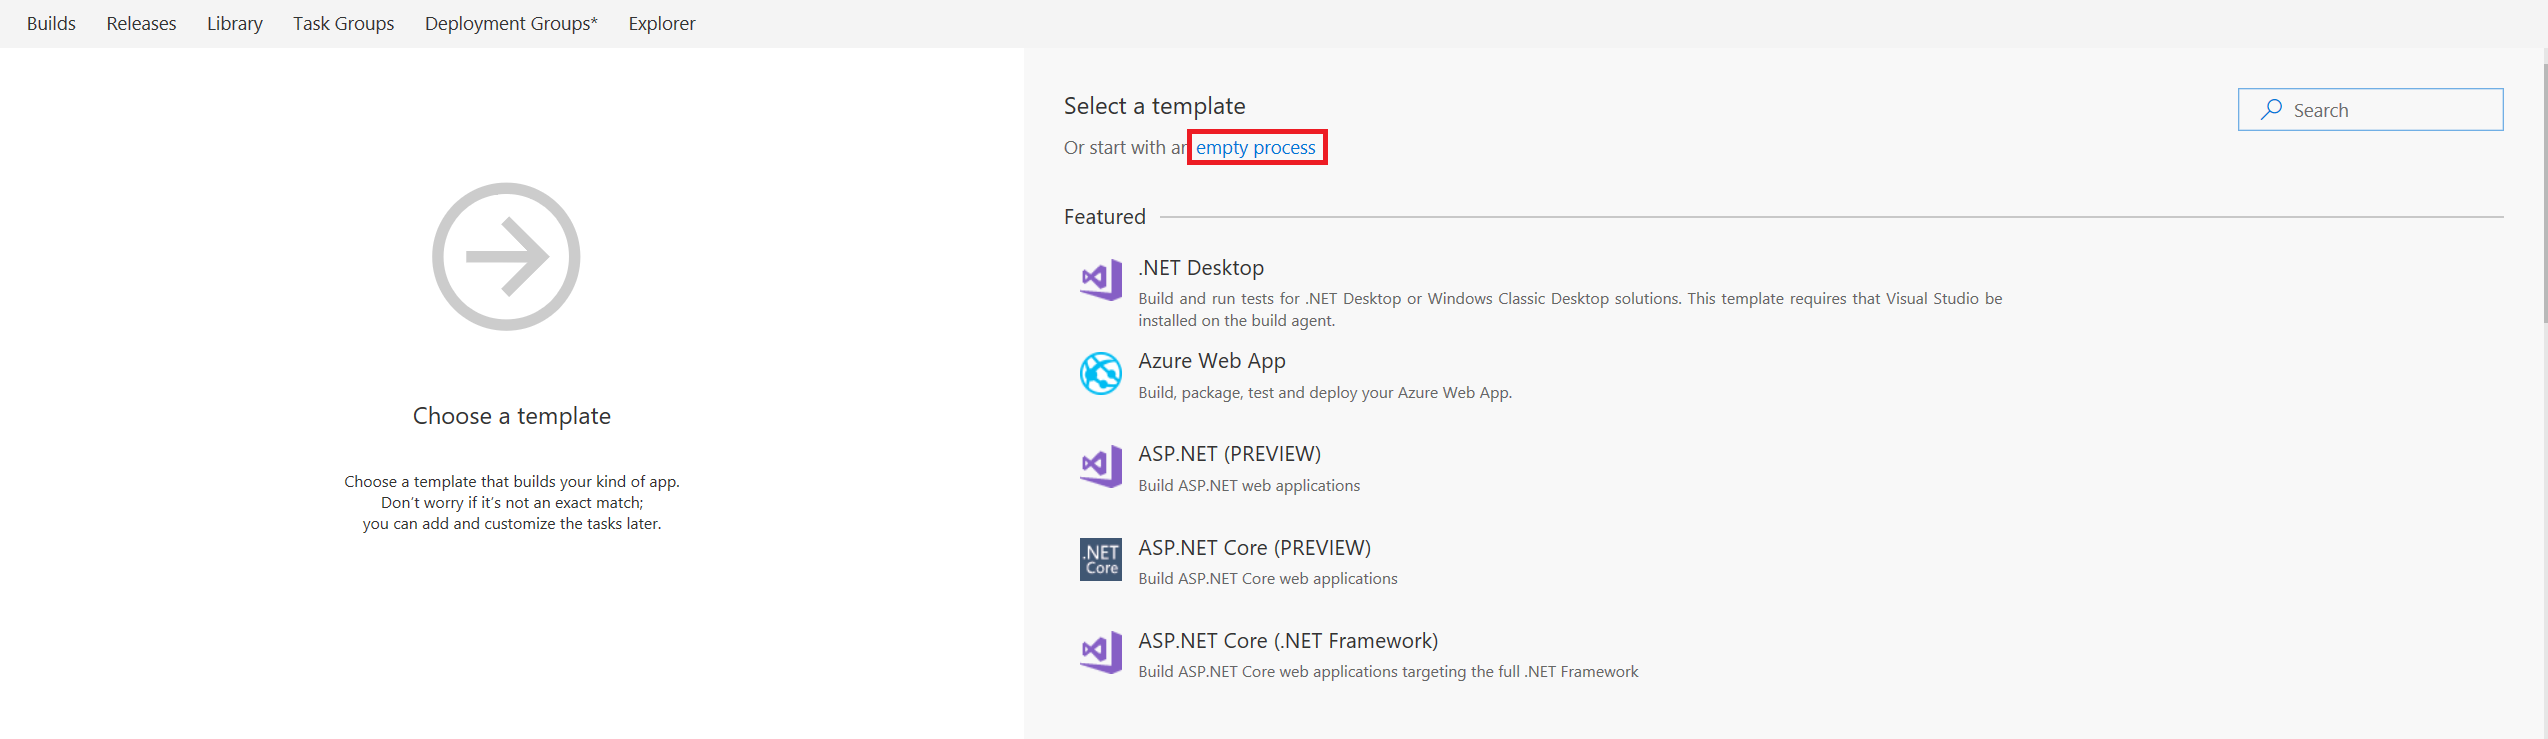 Builds Releases Library Task Groups Deployment Groups* Explorer
Choose a template
Choose a template that builds your kind of app.
Don't worry if it's not an exact match;
you can add and customize the tasks later.
Select a template
Search
Or start with an empty process
Featured
.NET Desktop
Build and run tests for .NET Desktop or Windows Classic Desktop solutions. This template requires that Visual Studio be
installed on the build agent.
Azure Web App
Build, package, test and deploy your Azure Web App.
ASP.NET (PREVIEW)
Build ASP.NET web applications
.NET
Core
ASP.NET Core (PREVIEW)
Build ASP.NET Core web applications
ASP.NET Core (.NET Framework)
Build ASP.NET Core web applications targeting the full .NET Framework